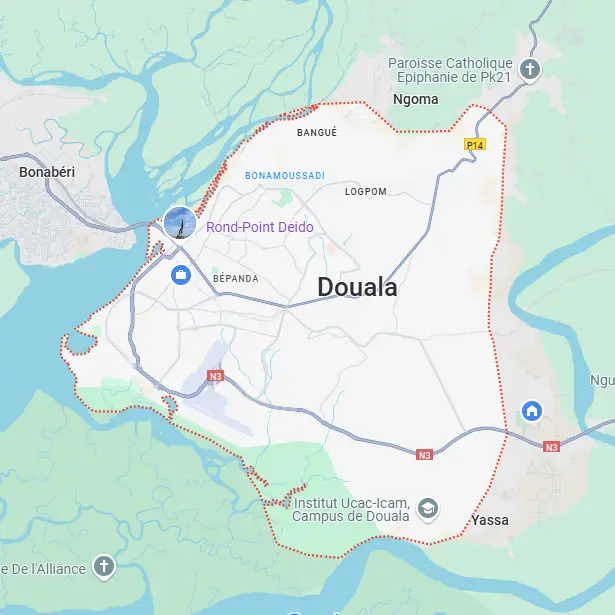 Paroisse Catholique
Epiphanie de Pk21
Ngoma
BANGUÉ
P14
Bonabéri
BONAMOUSSADI
LOGPOM
Rond-Point Deido
BÉPANDA
Douala
N3
Ngu
N3
N3
Institut Ucac-Icam,
Campus de Douala
Yassa
e De l'Alliance